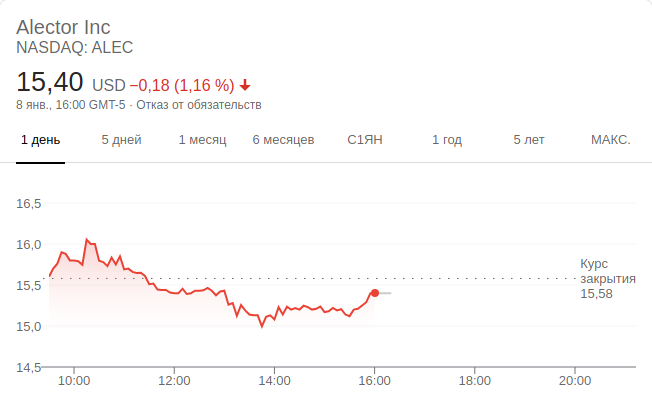 Alector Inc
NASDAQ: ALEC
15,40 USD −0,18 (1,16 %)
8 янв., 16:00 GMT-5 · Отказ от обязательств
1 день 5 дней 1 месяц 6 месяцев С1ЯН 1 год 5 лет МАКС.
16,5
16,0
15,5
15,0
14,5
Курс
закрытия
15,58
10:00 12:00 14:00 16:00 18:00 20:00